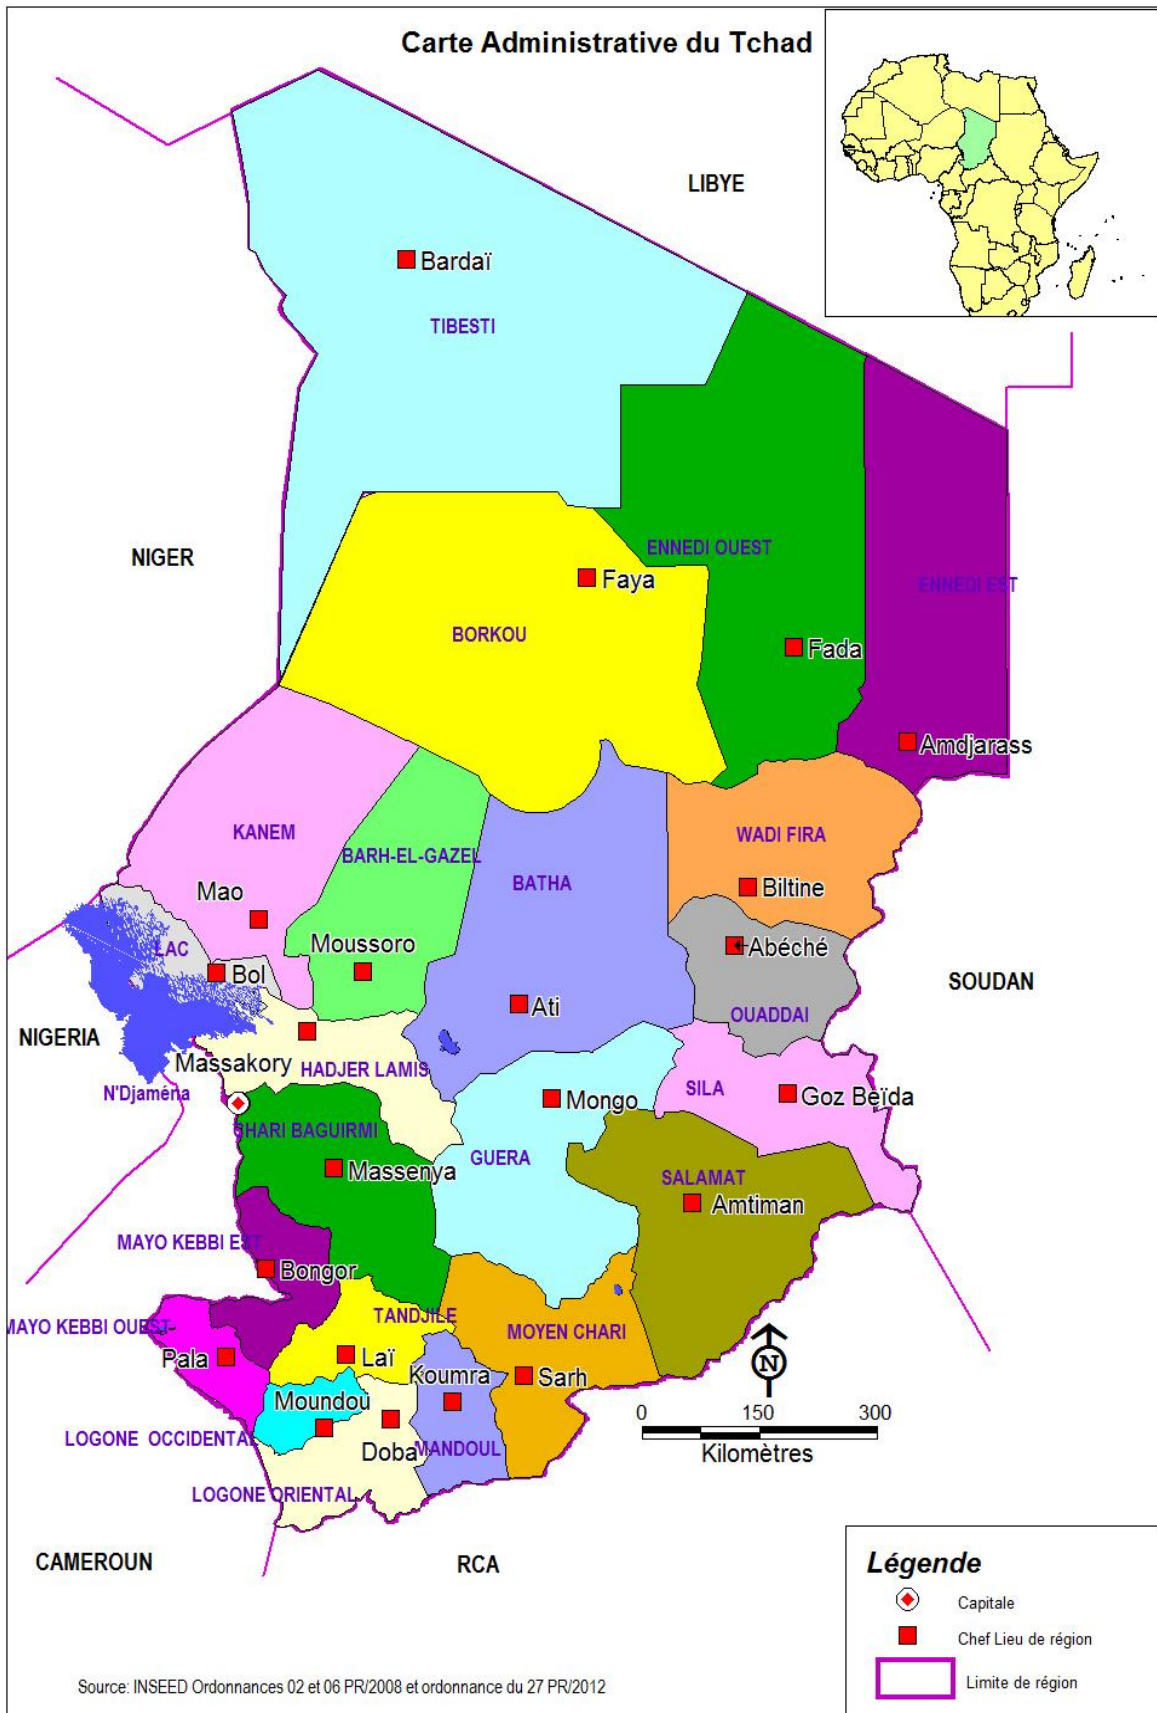 Carte Administrative du Tchad
LIBYE
Bardaï
TIBESTI
NIGER
ENNEDI OUEST
Faya
ENNEDI EST
BORKOU
Fada
Amdjarass
KANEM
WADI FIRA
BARH-EL-GAZEL
BATHA
Biltine
Mao
LAC
Moussoro
Abéché
Bol
SOUDAN
Ati
OUADDAI
NIGERIA
Massakory
HADJER LAMIS
N'Djaména
SILA
Goz Beïda
Mongo
CHARI BAGUIRMI
GUERA
Massenya
SALAMAT
Amtiman
MAYO KEBBI EST
Bongor
TANDJILE
MAYO KEBBI OUEST
MOYEN CHARI
Pala
Laï
Koumra
Sarh
N
Moundou
0 150 300
Kilomètres
LOGONE OCCIDENTAL
Doba
MANDOUL
LOGONE ORIENTAL
CAMEROUN
RCA
Légende
Capitale
Chef Lieu de région
Limite de région
Source: INSEED Ordonnances 02 et 06 PR/2008 et ordonnance du 27 PR/2012